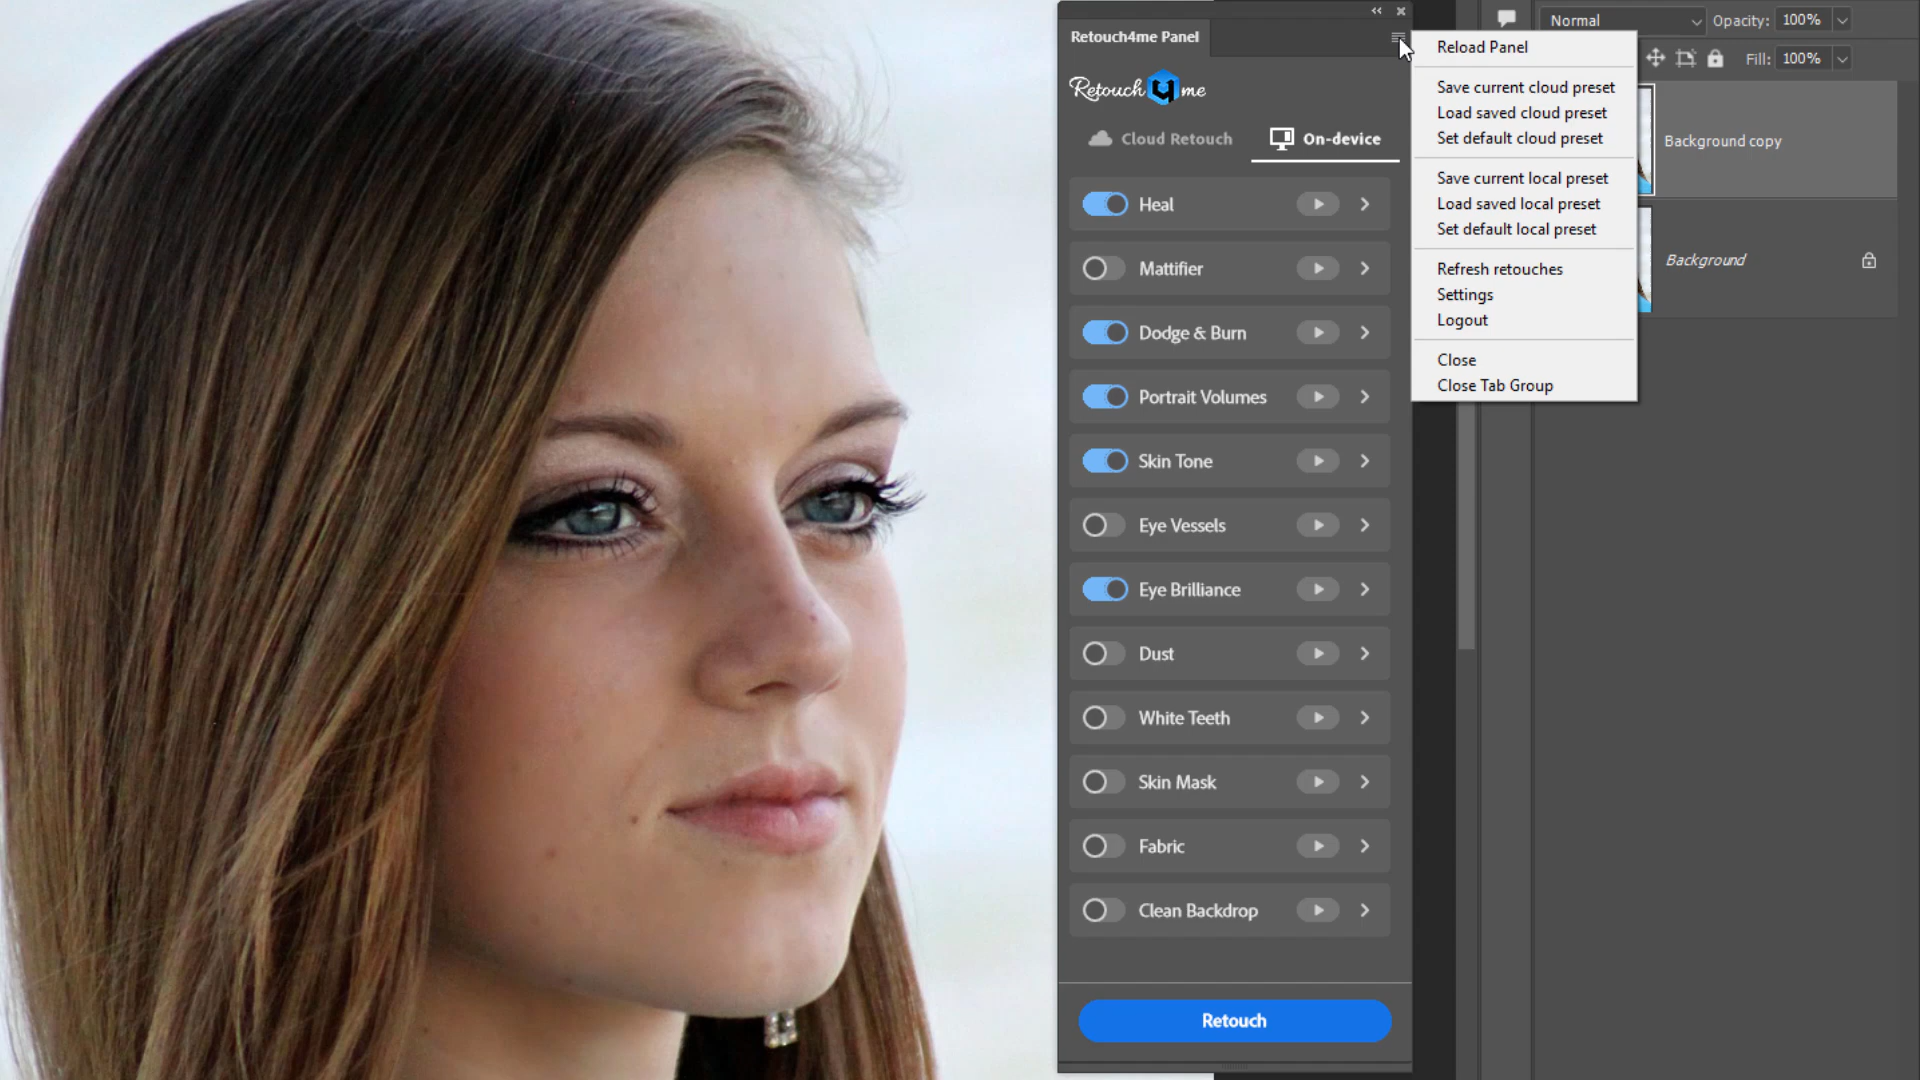 Retouch4me Panel
Retouch me
Cloud Retouch
On-device
Heal
Mattifier
Dodge & Burn
Portrait Volumes
Skin Tone
Eye Vessels
Eye Brilliance
Dust
White Teeth
Skin Mask
Fabric
Clean Backdrop
Retouch
Reload Panel
Save current cloud preset
Load saved cloud preset
Set default cloud preset
Save current local preset
Load saved local preset
Set default local preset
Refresh retouches
Settings
Logout
Close
Close Tab Group
Normal
Opacity: 100%
Fill: 100%
Background copy
Background